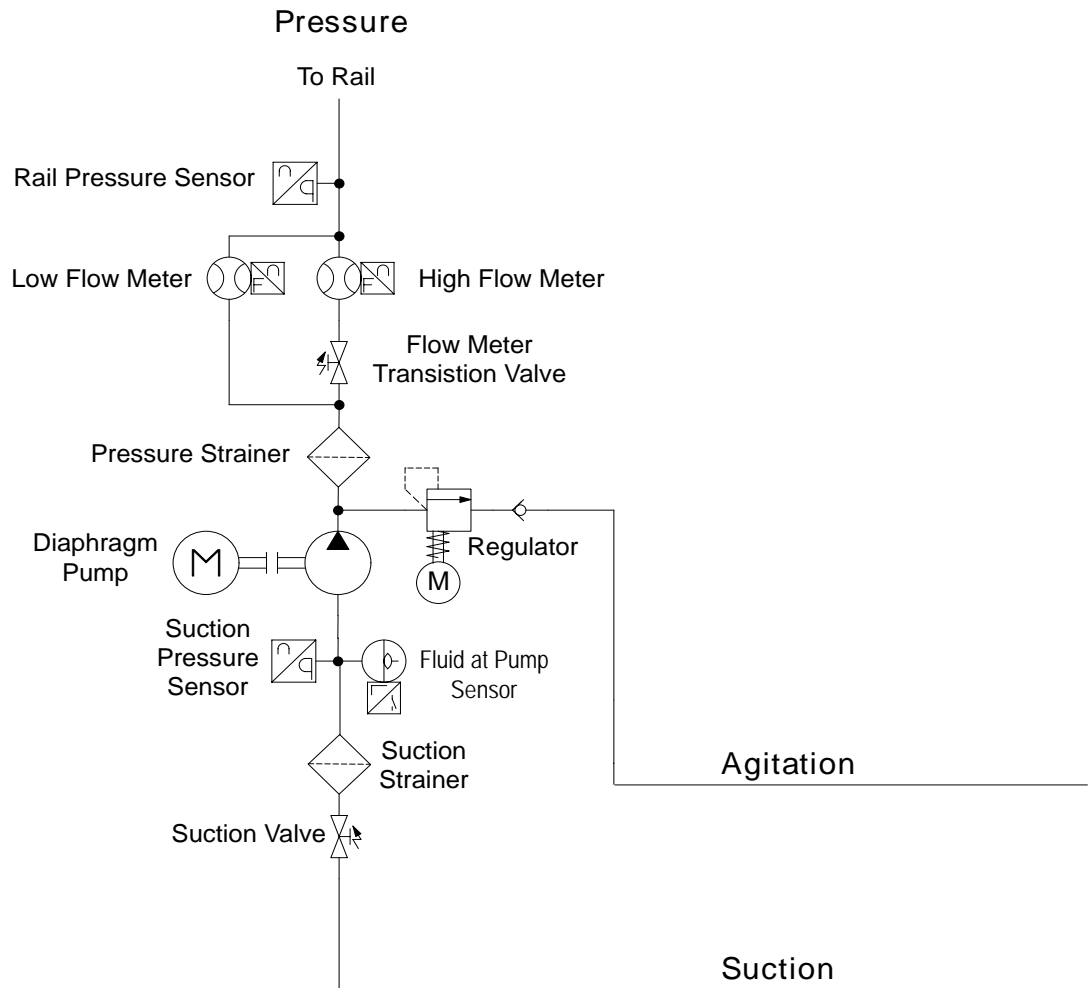 Pressure
To Rail
Rail Pressure Sensor
Low Flow Meter
F
F
High Flow Meter
Flow Meter
Transistion Valve
Pressure Strainer
Diaphragm
Pump
M
M
Regulator
Suction
Pressure
Sensor
Fluid at Pump
Sensor
Suction
Strainer
Agitation
Suction Valve
Suction